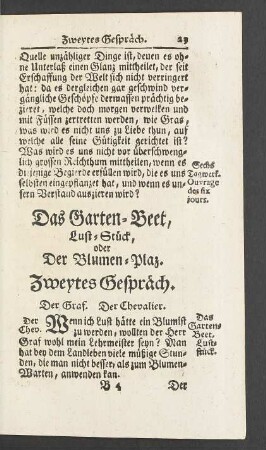 Zweytes Gespräch. 23
Quelle unzähliger Dinge ist, denen es oh-
ne Unterlaß einen Glanz mittheilet, der seit
Erschaffung der Welt sich nicht verringert
hat: da es dergleichen gar geschwind ver-
gängliche Geschöpfe dermassen prächtig be-
zieret, welche doch morgen verwelken und
mit Füssen zertretten werden, wie Gras,
was wird es nicht uns zu Liebe thun, auf
welche alle seine Gütigkeit gerichtet ist?
Was wird es uns nicht vor überschweng-
lich grossen Reichthum mittheilen, wenn es
diejenige Begierde erfüllen wird, die es uns
selbsten eingepflanzet hat, und wenn es un-
sern Verstand auszieren wird?
Sechs
Tagwerk.
Ouvrage
des six
jours.
Das Garten-Beet,
Lust-Stück,
oder
Der Blumen-Plaz.
Zweytes Gespräch.
Der Graf. Der Chevalier.
Der
Chev.
Wenn ich Lust hätte ein Blumist
zu werden, wollten der Herr
Graf wohl mein Lehrmeister seyn? Man
hat bey dem Landleben viele müßige Stun-
den, die man nicht besser, als zum Blumen-
Warten, anwenden kan.
Das
Garten-
Beet.
Lust-
stück.
B 4 Der